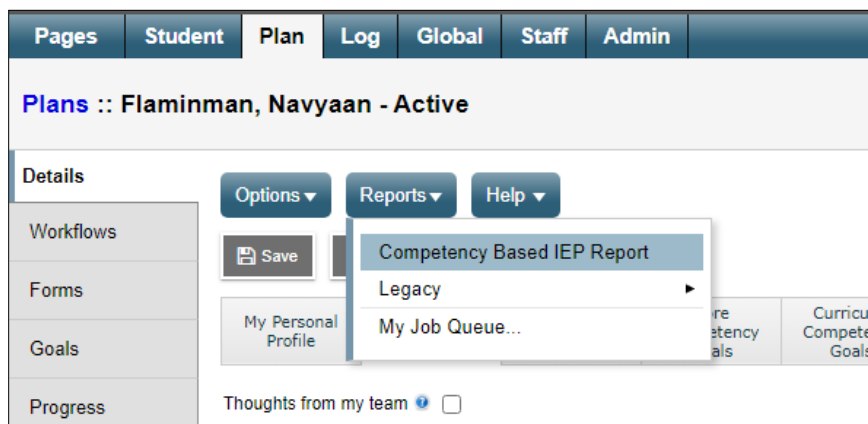 Pages Student Plan Log Global Staff Admin
Plans :: Flaminman, Navyaan - Active
Details
Workflows
Forms
Goals
Progress
Options Reports Help
Save
Competency Based IEP Report
Legacy
My Job Queue...
My Personal
Profile
Thoughts from my team